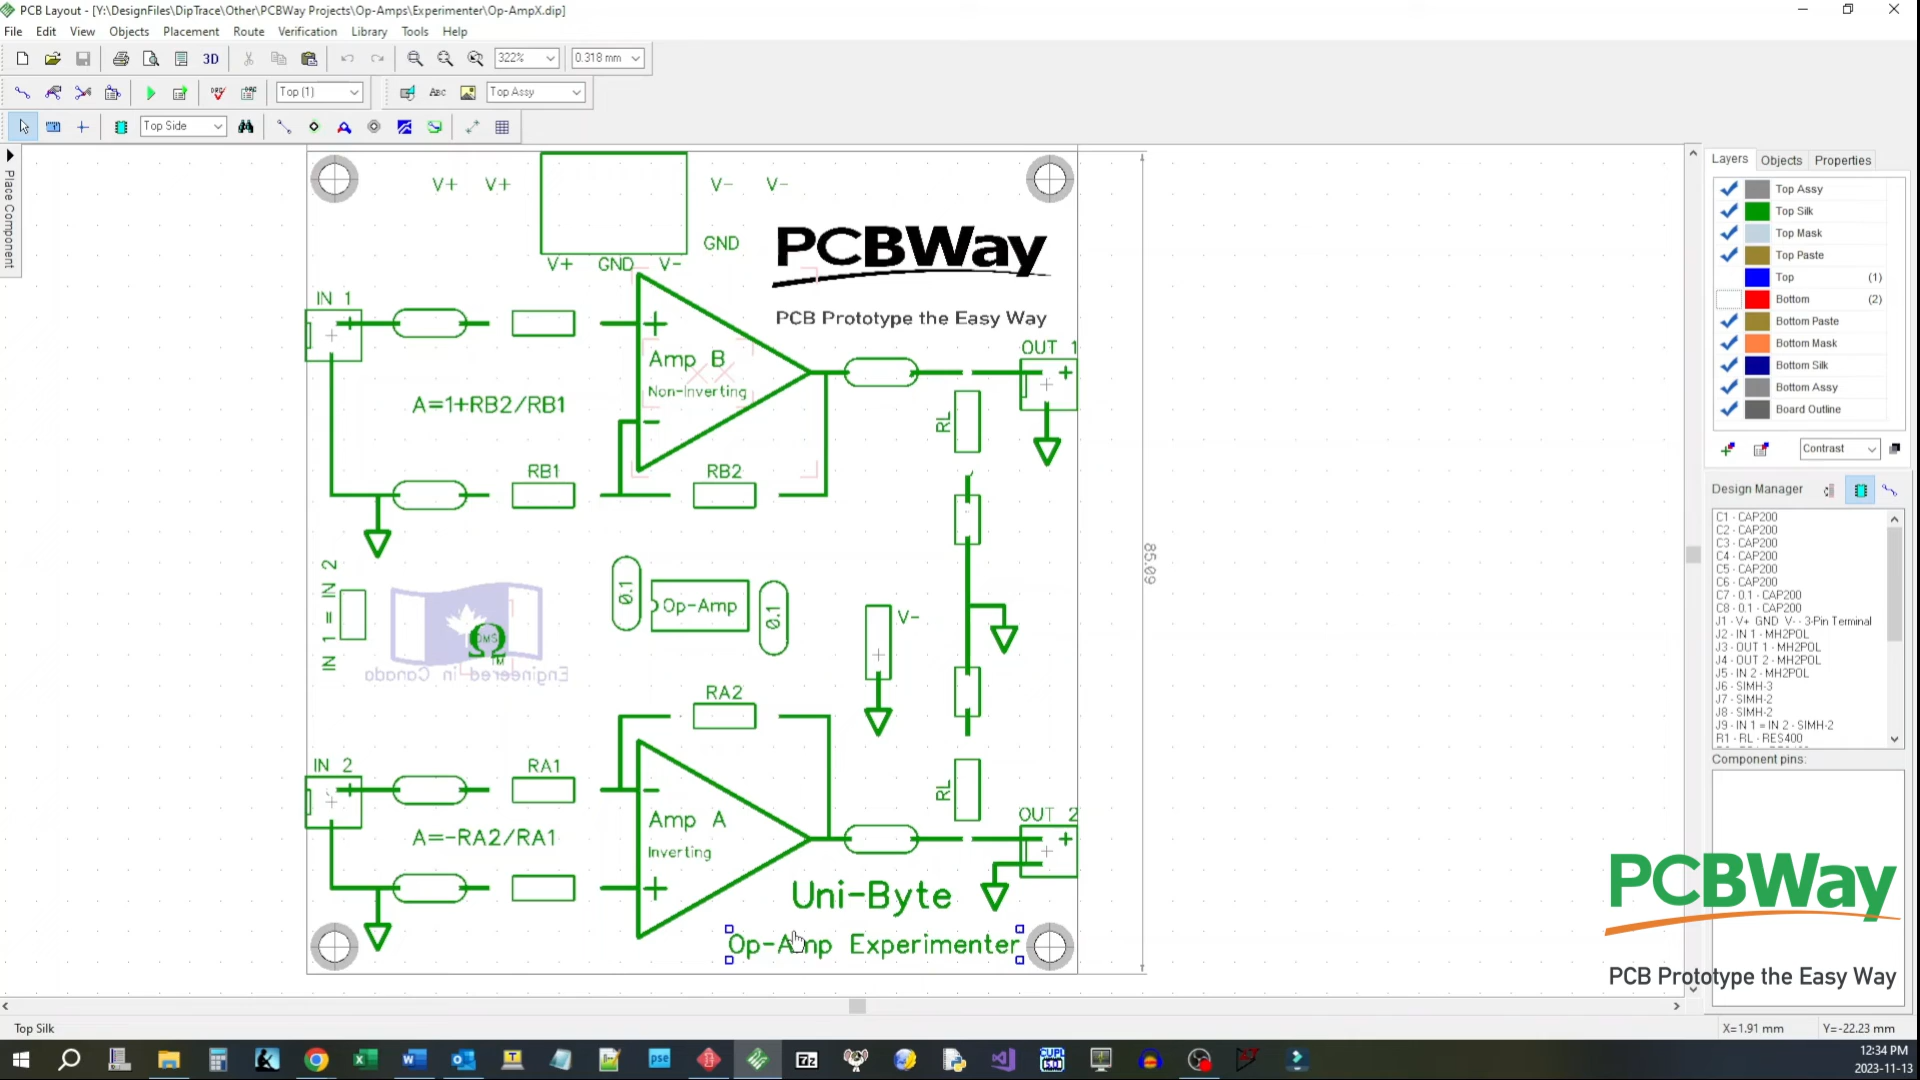 PCB Layout - [Y:\DesignFiles\DipTrace\Other\PCBWay Projects\Op-Amps\Experimenter\Op-AmpX.dip]
File Edit View Objects Placement Route Verification Library Tools Help
3D 322% 0.318 mm
Top (1) Abc Top Assy
Top Side
Place Component
V+ V+ V- V-
GND
V+ GND V-
PCBWay
PCB Prototype the Easy Way
IN 1
+
+
Amp B
Non-Inverting
-
OUT 1
+
A=1+RB2/RB1
RL
RB1 RB2
85.09
IN 1 = IN 2
0.1
Op-Amp
0.1
V-
OMS
Ω
TM
Engineered in Canada
RA2
IN 2
+
RA1
-
RL
OUT 2
+
Amp A
Inverting
+
A=-RA2/RA1
Uni-Byte
Op-Amp Experimenter
Layers Objects Properties
Top Assy
Top Silk
Top Mask
Top Paste
Top (1)
Bottom (2)
Bottom Paste
Bottom Mask
Bottom Silk
Bottom Assy
Board Outline
Contrast
Design Manager
C1 - CAP200
C2 - CAP200
C3 - CAP200
C4 - CAP200
C5 - CAP200
C6 - CAP200
C7 - 0.1 - CAP200
C8 - 0.1 - CAP200
J1 - V+ GND V- - 3-Pin Terminal
J2 - IN 1 - MH2POL
J3 - OUT 1 - MH2POL
J4 - OUT 2 - MH2POL
J5 - IN 2 - MH2POL
J6 - SIMH-3
J7 - SIMH-2
J8 - SIMH-2
J9 - IN 1 = IN 2 - SIMH-2
R1 - RL - RES400
Component pins:
PCBWay
PCB Prototype the Easy Way
Top Silk
X=1.91 mm Y=-22.23 mm
pse
7z
CUPL
12:34 PM
2023-11-13